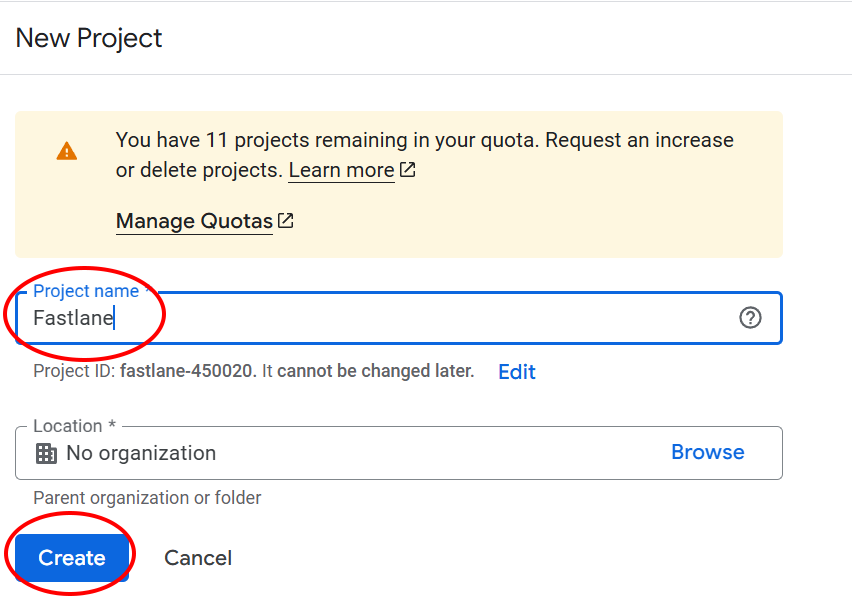 New Project
You have 11 projects remaining in your quota. Request an increase
or delete projects. Learn more
Manage Quotas
Project name *
Fastlane
Project ID: fastlane-450020. It cannot be changed later. Edit
Location *
No organization Browse
Parent organization or folder
Create Cancel